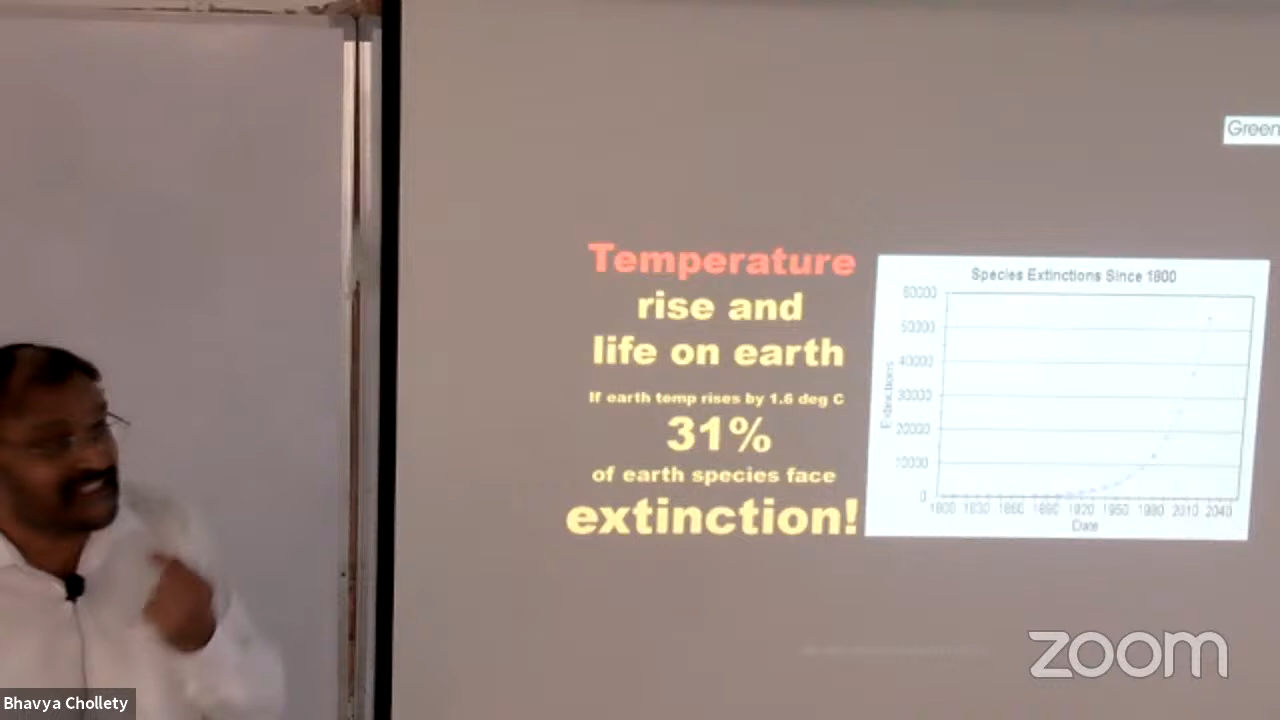 Green
Temperature
rise and
life on earth
If earth temp rises by 1.6 deg C
31%
of earth species face
extinction!
Species Extinctions Since 1800
60000
50000
40000
30000
20000
10000
0
Extinctions
1800 1830 1860 1890 1920 1950 1980 2010 2040
Date
zoom
Bhavya Chollety